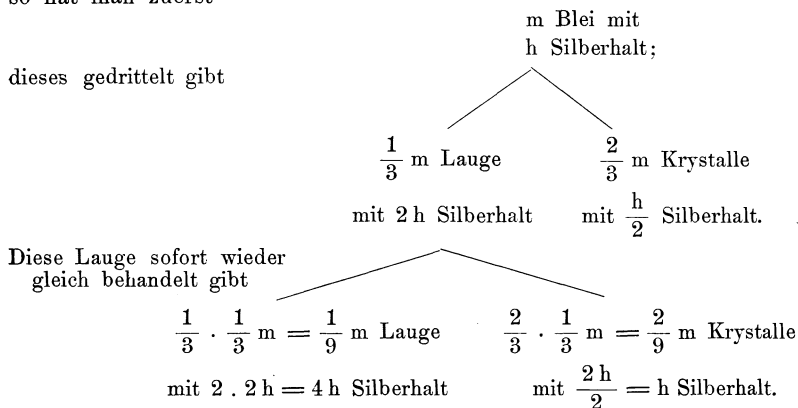 so hat man zuerst
m Blei mit
h Silberhalt;
dieses gedrittelt gibt
1/3 m Lauge 2/3 m Krystalle
mit 2 h Silberhalt mit h/2 Silberhalt.
Diese Lauge sofort wieder
gleich behandelt gibt
1/3 . 1/3 m = 1/9 m Lauge 2/3 . 1/3 m = 2/9 m Krystalle
mit 2 . 2 h = 4 h Silberhalt mit 2 h/2 = h Silberhalt.